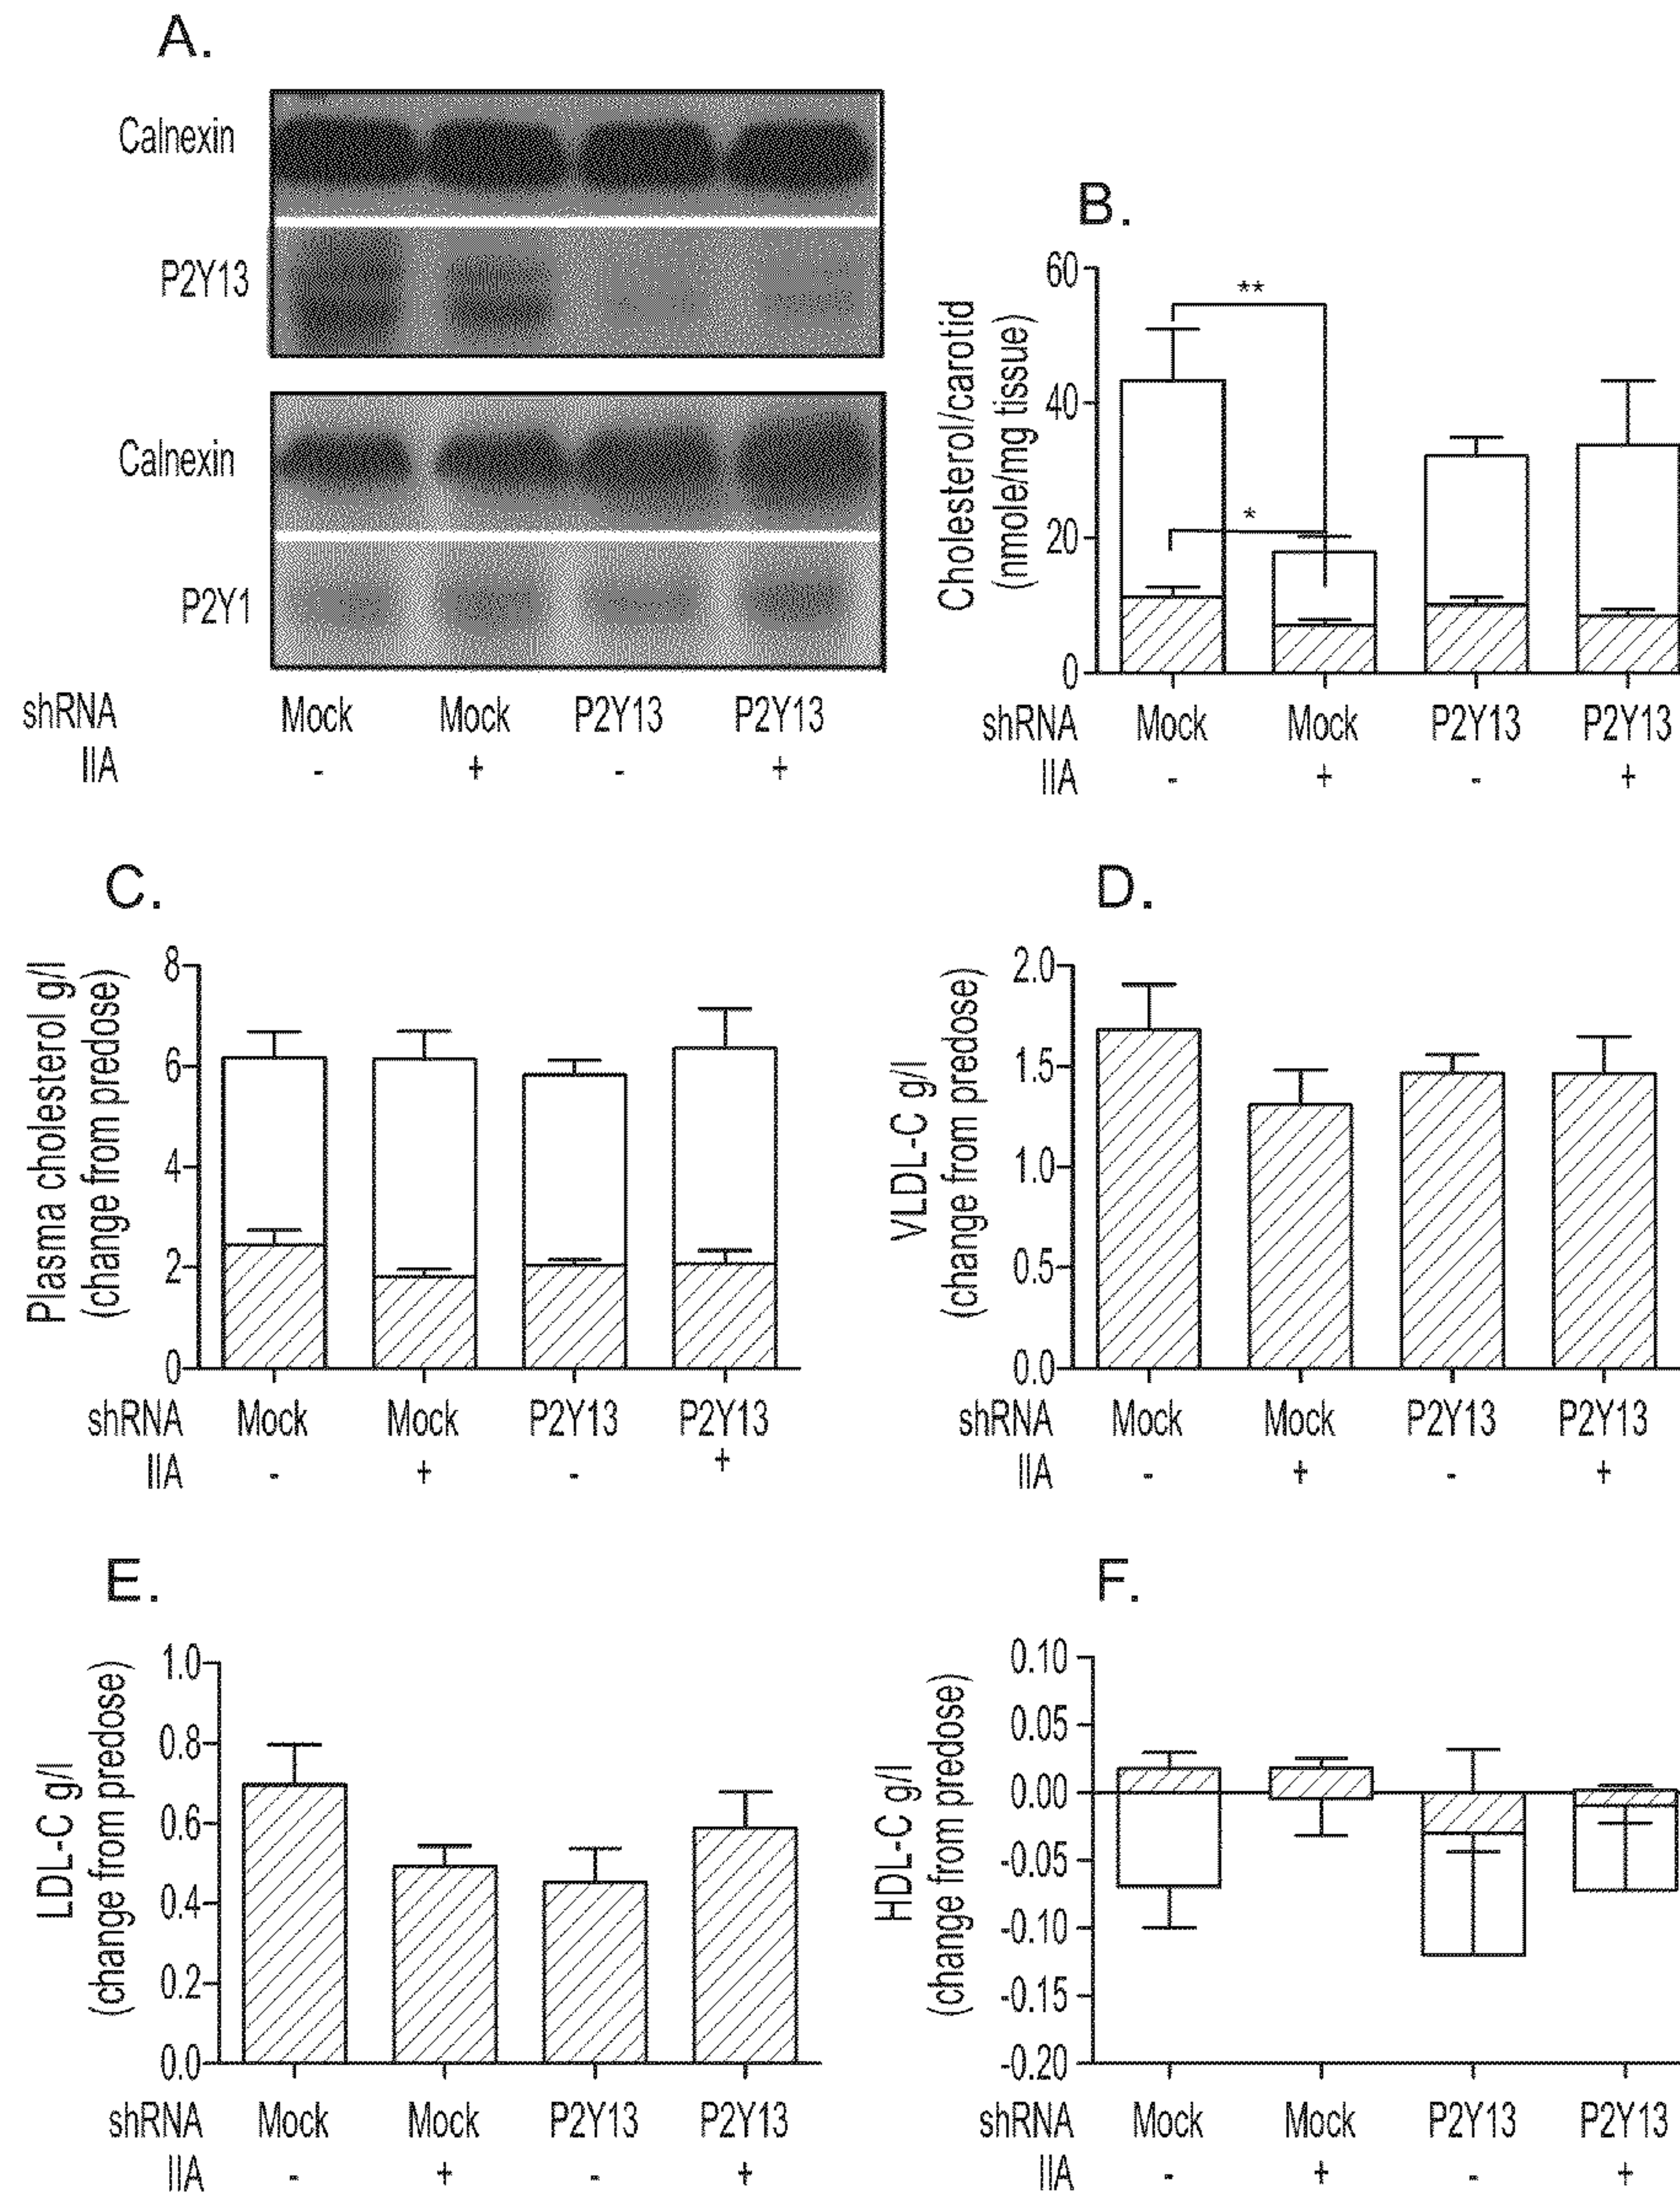 A.
Calnexin
P2Y13
Calnexin
P2Y1
shRNA Mock Mock P2Y13 P2Y13
IIA - + - +
B.
Cholesterol/carotid
(nmole/mg tissue)
60
40
20
0
**
*
shRNA Mock Mock P2Y13 P2Y13
IIA - + - +
C.
Plasma cholesterol g/l
(change from predose)
8
6
4
2
0
shRNA Mock Mock P2Y13 P2Y13
IIA - + - +
D.
VLDL-C g/l
(change from predose)
2.0
1.5
1.0
0.5
0.0
shRNA Mock Mock P2Y13 P2Y13
IIA - + - +
E.
LDL-C g/l
(change from predose)
1.0
0.8
0.6
0.4
0.2
0.0
shRNA Mock Mock P2Y13 P2Y13
IIA - + - +
F.
HDL-C g/l
(change from predose)
0.10
0.05
0.00
-0.05
-0.10
-0.15
-0.20
shRNA Mock Mock P2Y13 P2Y13
IIA - + - +